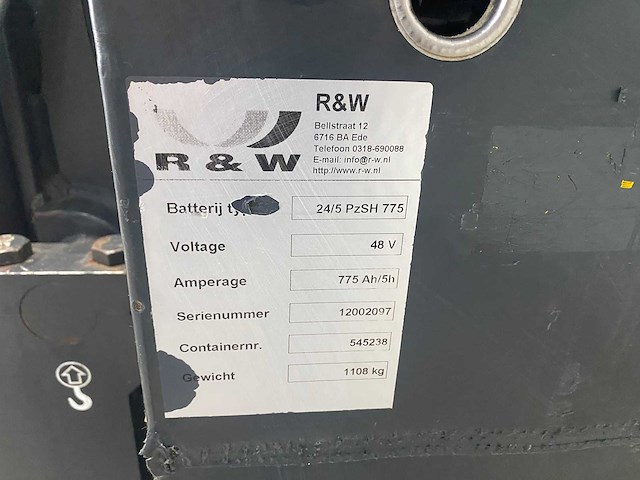 R&W
Bellstraat 12
6716 BA Ede
Telefoon 0318-690088
E-mail: info@r-w.nl
http://www.r-w.nl
R & W
Batterij 24/5 PzSH 775
Voltage 48 V
Amperage 775 Ah/5h
Serienummer 12002097
Containernr. 545238
Gewicht 1108 kg